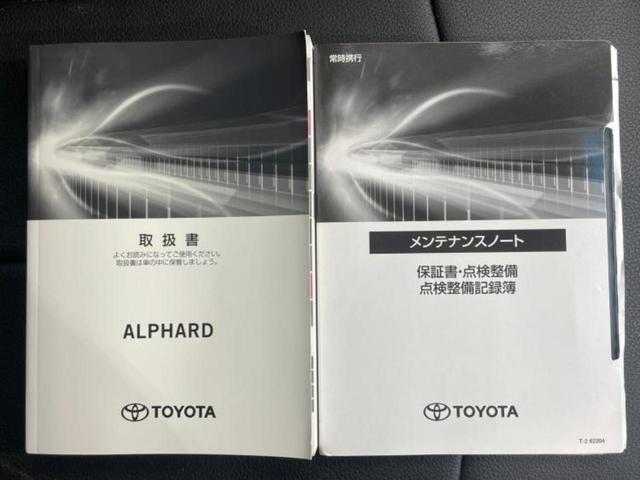 取扱書
よくお読みになってご使用ください。
取扱書は車の中に保管しましょう。
ALPHARD
TOYOTA
常時携行
メンテナンスノート
保証書・点検整備
点検整備記録簿
TOYOTA
T-2 62204